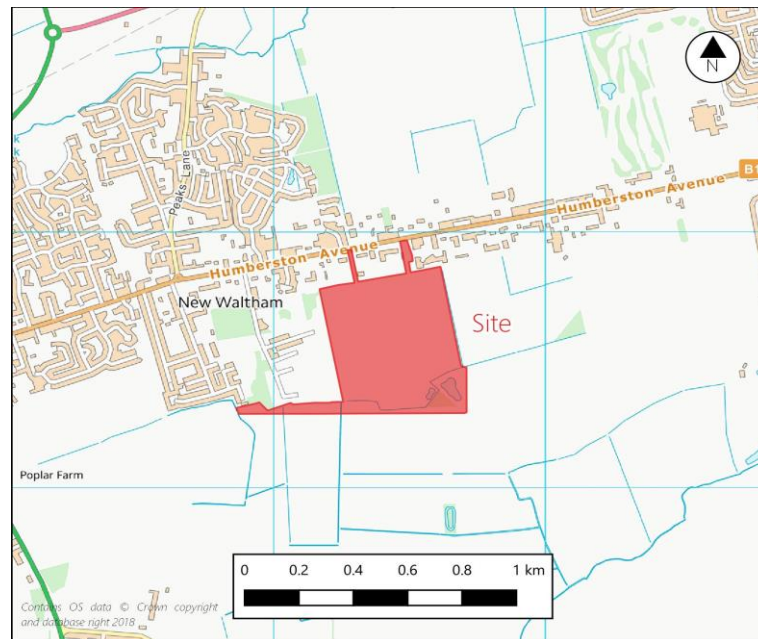 N
k
k
Peaks Lane
B1
Humberston Avenue
Humberston Avenue
New Waltham
Site
Poplar Farm
0 0.2 0.4 0.6 0.8 1 km
Contains OS data © Crown copyright
and database right 2018